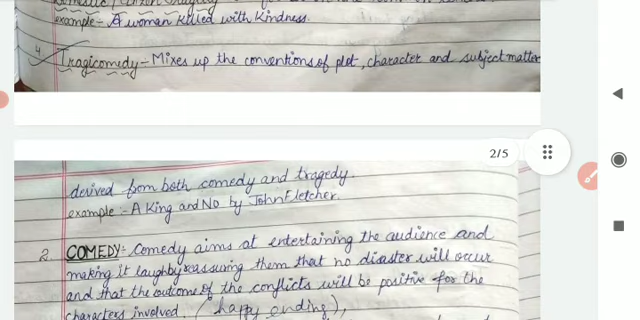 example:- A woman killed with kindness.
4. Tragicomedy - Mixes up the conventions of plot, character and subject matter
2/5
derived from both comedy and tragedy.
example :- A King and No by John Fletcher.
2 COMEDY:- Comedy aims at entertaining the audience and
making it laugh by reassuring them that no disaster will occur
and that the outcome of the conflicts will be positive for the
characters involved. (happy ending),